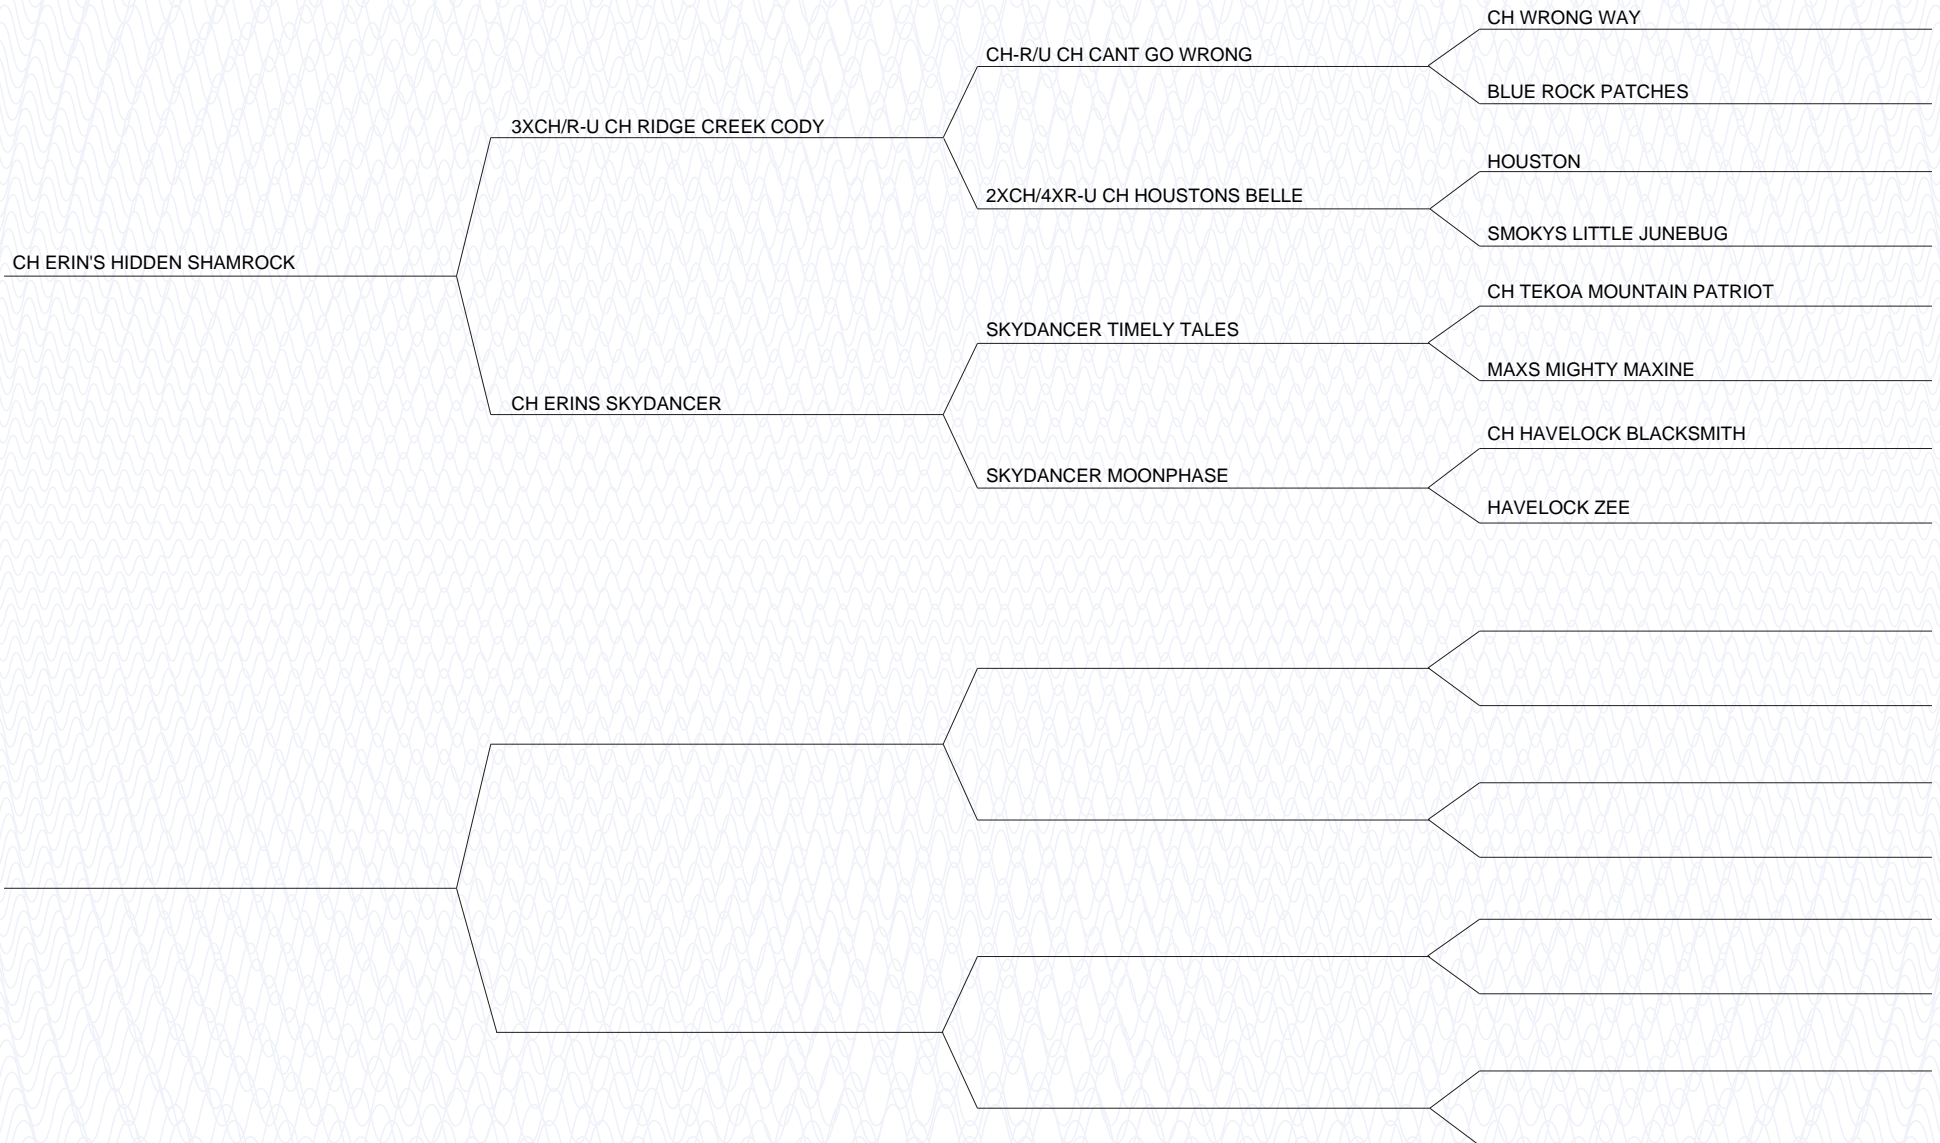 CH WRONG WAY
CH-R/U CH CANT GO WRONG
BLUE ROCK PATCHES
3XCH/R-U CH RIDGE CREEK CODY
HOUSTON
2XCH/4XR-U CH HOUSTONS BELLE
SMOKYS LITTLE JUNEBUG
CH ERIN'S HIDDEN SHAMROCK
CH TEKOA MOUNTAIN PATRIOT
SKYDANCER TIMELY TALES
MAXS MIGHTY MAXINE
CH ERINS SKYDANCER
CH HAVELOCK BLACKSMITH
SKYDANCER MOONPHASE
HAVELOCK ZEE